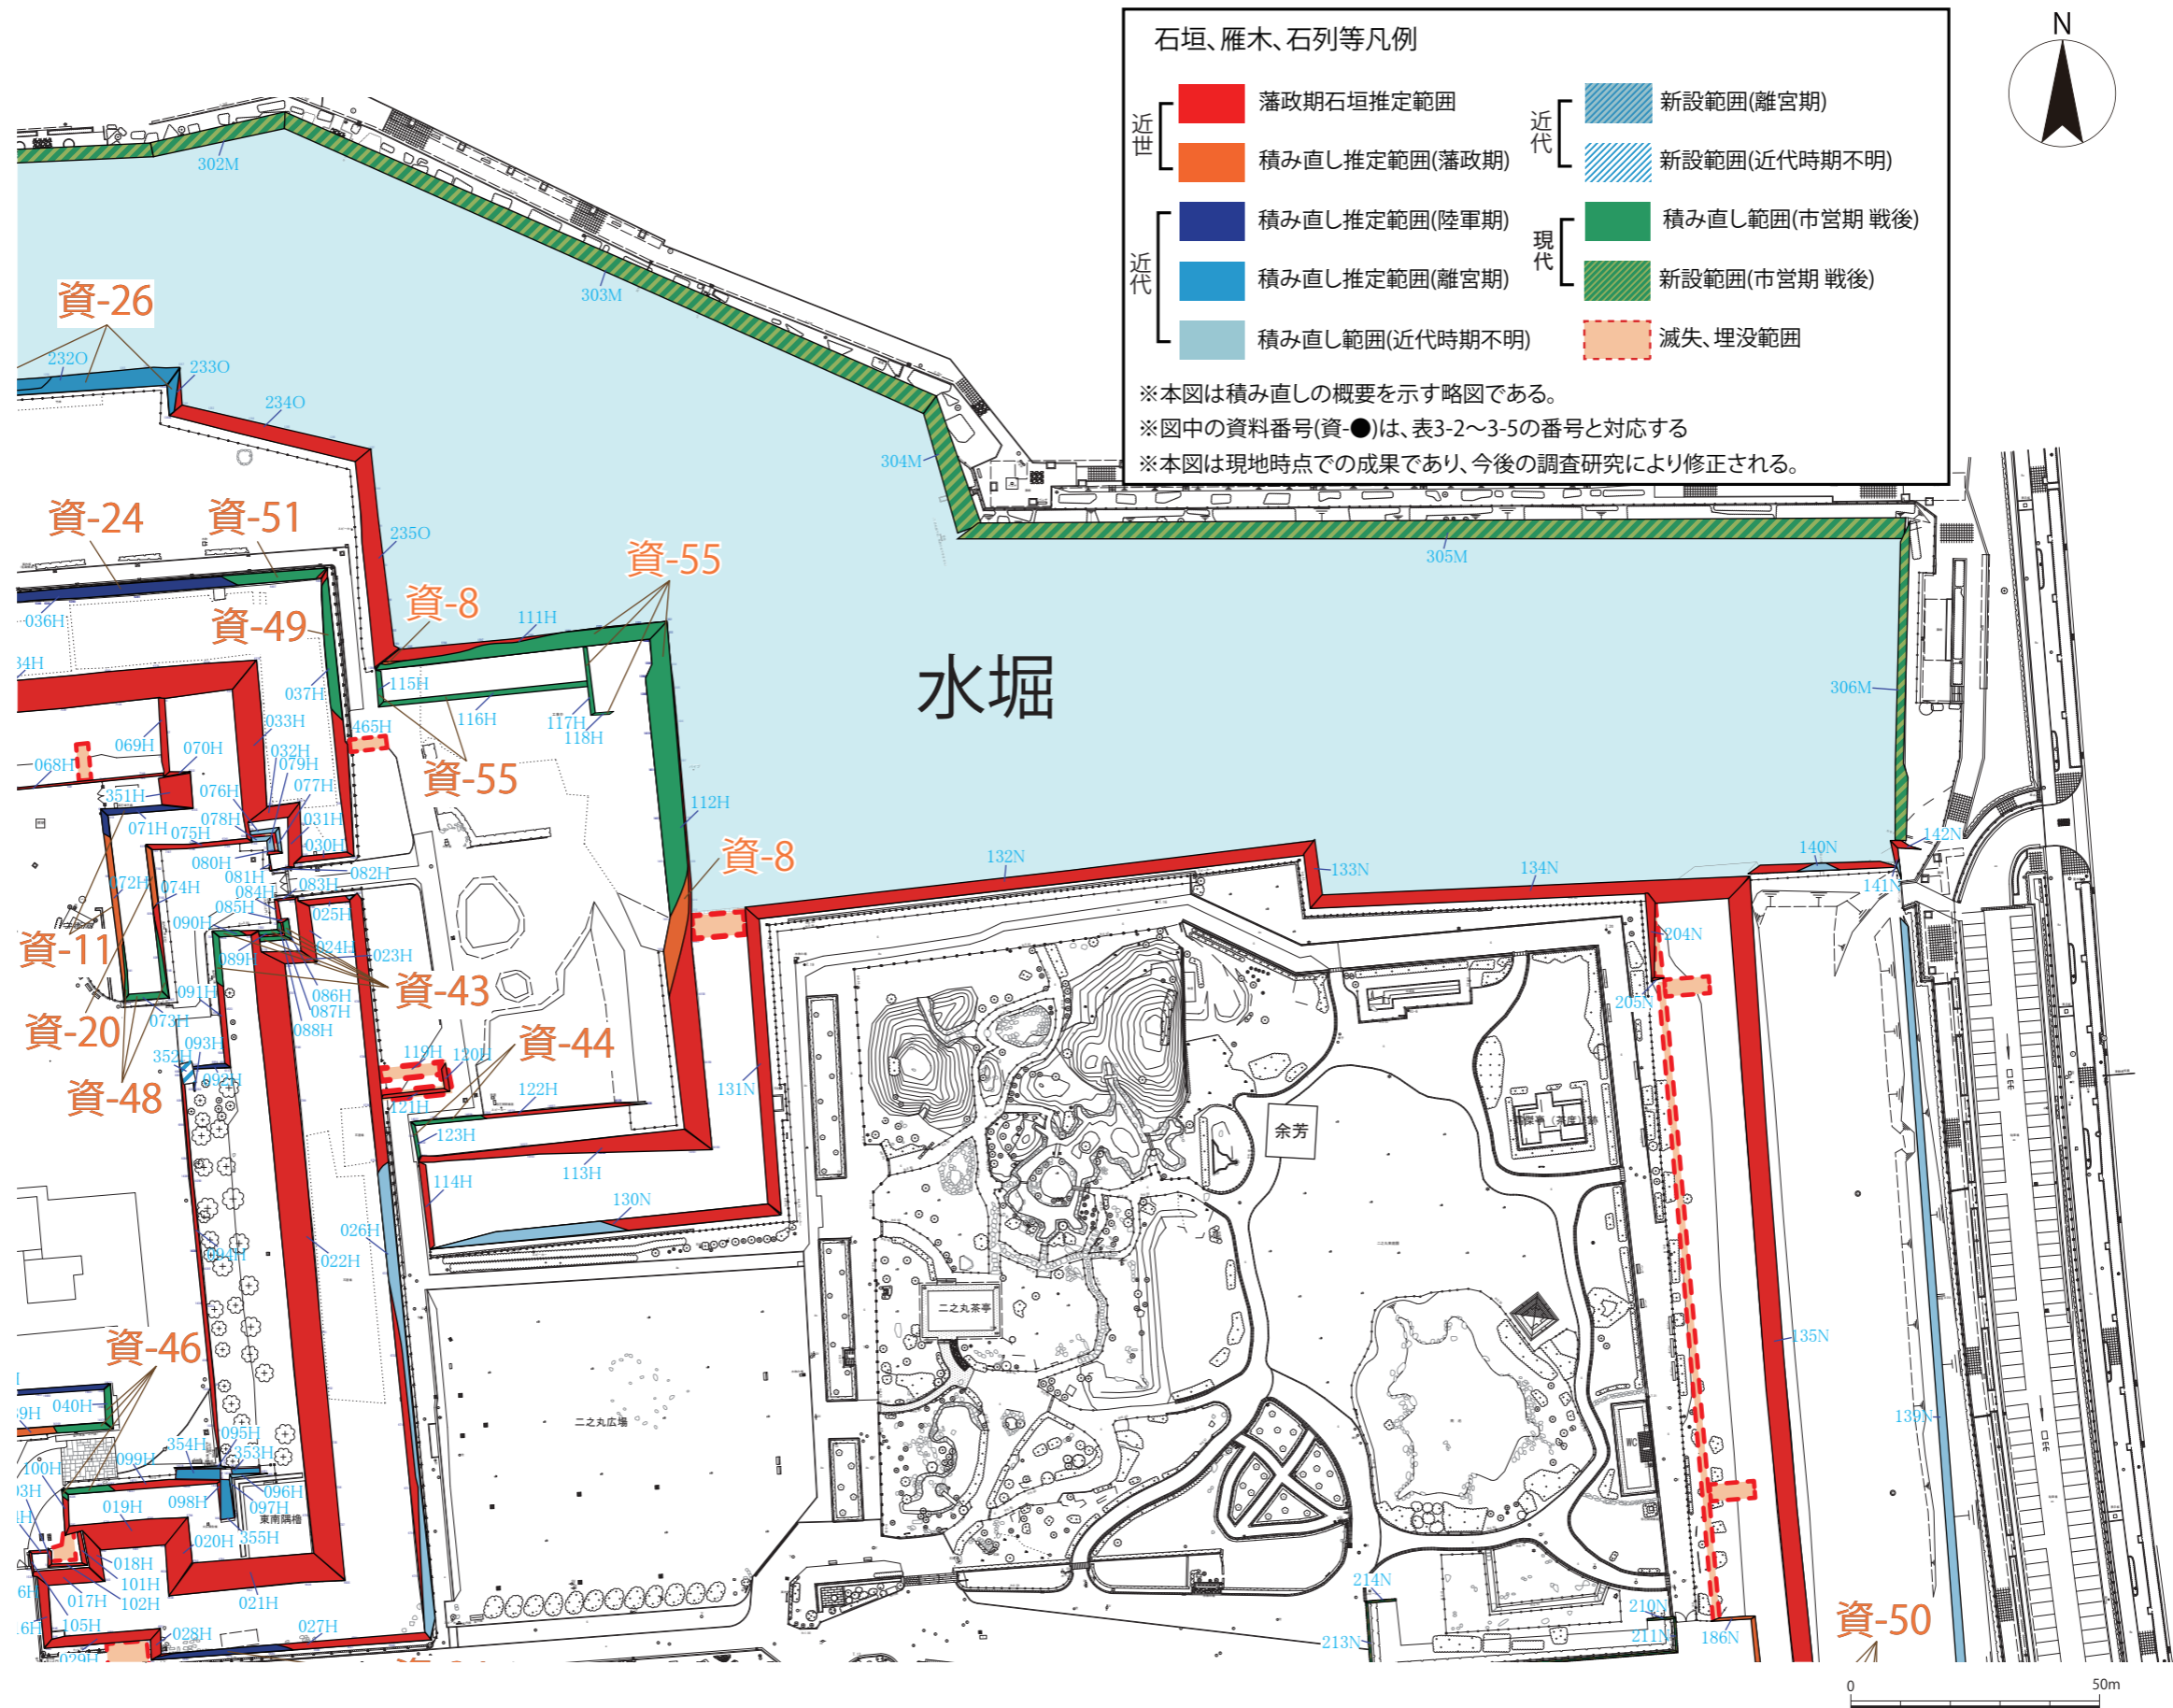 石垣、雁木、石列等凡例
近世
藩政期石垣推定範囲
積み直し推定範囲(藩政期)
近代
積み直し推定範囲(陸軍期)
積み直し推定範囲(離宮期)
積み直し範囲(近代時期不明)
近代
新設範囲(離宮期)
新設範囲(近代時期不明)
現代
積み直し範囲(市営期 戦後)
新設範囲(市営期 戦後)
滅失、埋没範囲
※本図は積み直しの概要を示す略図である。
※図中の資料番号(資-●)は、表3-2〜3-5の番号と対応する
※本図は現地時点での成果であり、今後の調査研究により修正される。
N
302M
303M
資-26
232O
233O
234O
304M
資-24
資-51
235O
305M
資-55
036H
資-49
資-8
111H
34H
037H
115H
水堀
306M
116H
117H
118H
033H
465H
069H
070H
032H
079H
068H
資-55
351H
076H
077H
112H
071H
075H
078H
031H
030H
080H
資-8
132N
140N
142N
081H
082H
133N
134N
141N
072H
074H
084H
083H
085H
025H
090H
204N
資-11
089H
024H
023H
資-43
091H
086H
205N
資-20
073H
087H
088H
093H
352H
119H
120H
資-44
092H
資-48
121H
122H
131N
余芳
123H
113H
114H
130N
026H
094H
022H
二之丸茶亭
135N
資-46
040H
39H
二之丸広場
139N
WC
095H
354H
353H
099H
100H
096H
93H
019H
098H
097H
東南隅櫓
020H
355H
018H
101H
017H
102H
021H
214N
6H
105H
210N
資-50
16H
028H
027H
213N
211N
186N
029H
0
50m